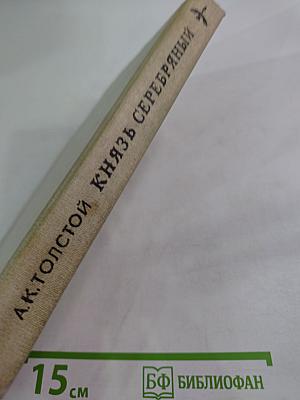 А.К.ТОЛСТОЙ КНЯЗЬ СЕРЕБРЯНЫЙ
15 см
БФ БИБЛИОФАН